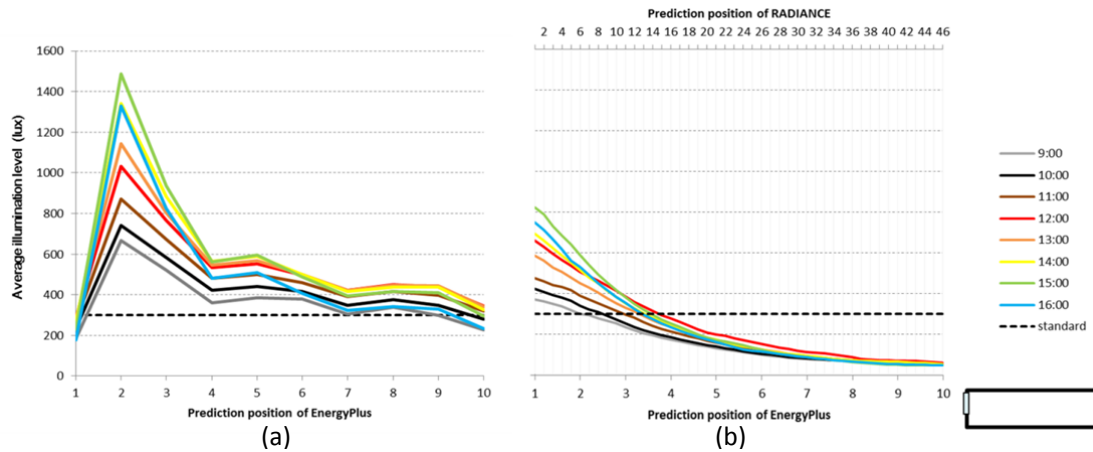 Prediction position of RADIANCE
2 4 6 8 10 12 14 16 18 20 22 24 26 28 30 32 34 36 38 40 42 44 46
Average illumination level (lux)
1600
1400
1200
1000
800
600
400
200
0
1 2 3 4 5 6 7 8 9 10
Prediction position of EnergyPlus
(a)
1 2 3 4 5 6 7 8 9 10
Prediction position of EnergyPlus
(b)
9:00
10:00
11:00
12:00
13:00
14:00
15:00
16:00
standard